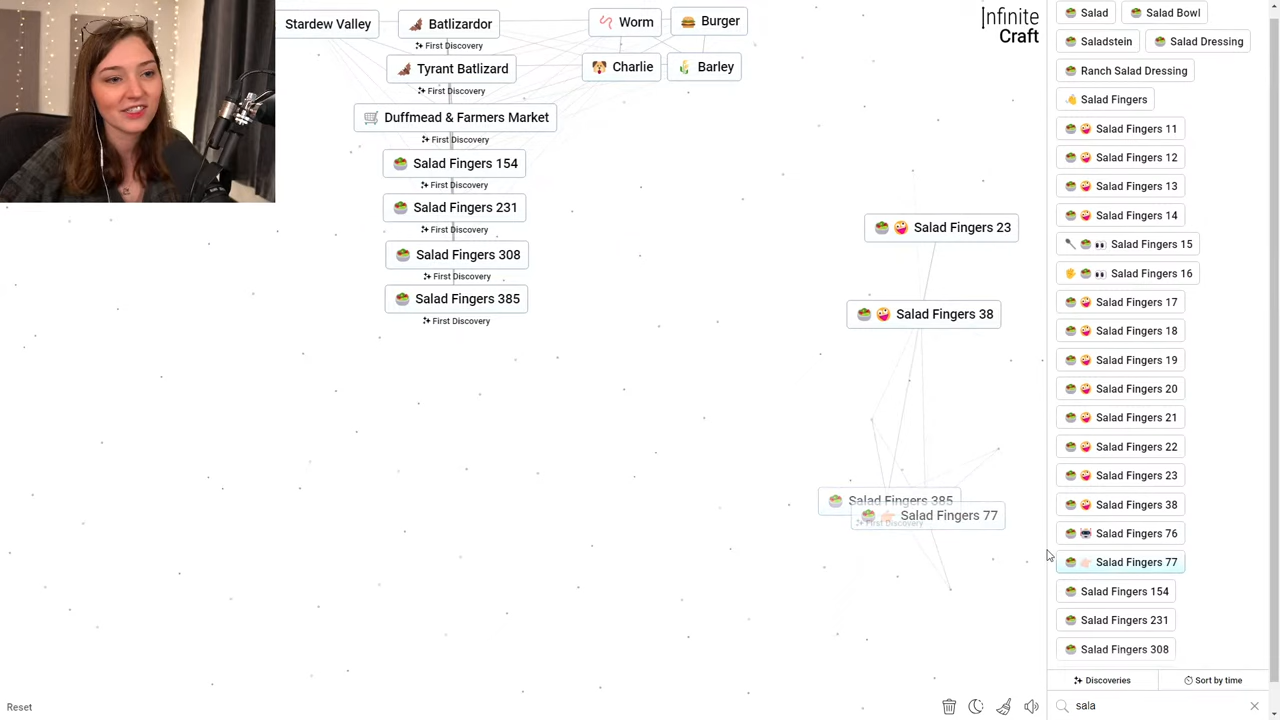 Stardew Valley
Batlizardor
First Discovery
Tyrant Batlizard
First Discovery
Duffmead & Farmers Market
First Discovery
Salad Fingers 154
First Discovery
Salad Fingers 231
First Discovery
Salad Fingers 308
First Discovery
Salad Fingers 385
First Discovery
Worm
Burger
Charlie
Barley
Infinite
Craft
Salad Fingers 23
Salad Fingers 38
Salad Fingers 385
First Discovery
Salad Fingers 77
Salad
Salad Bowl
Saladstein
Salad Dressing
Ranch Salad Dressing
Salad Fingers
Salad Fingers 11
Salad Fingers 12
Salad Fingers 13
Salad Fingers 14
Salad Fingers 15
Salad Fingers 16
Salad Fingers 17
Salad Fingers 18
Salad Fingers 19
Salad Fingers 20
Salad Fingers 21
Salad Fingers 22
Salad Fingers 23
Salad Fingers 38
Salad Fingers 76
Salad Fingers 77
Salad Fingers 154
Salad Fingers 231
Salad Fingers 308
Discoveries
Sort by time
sala
Reset